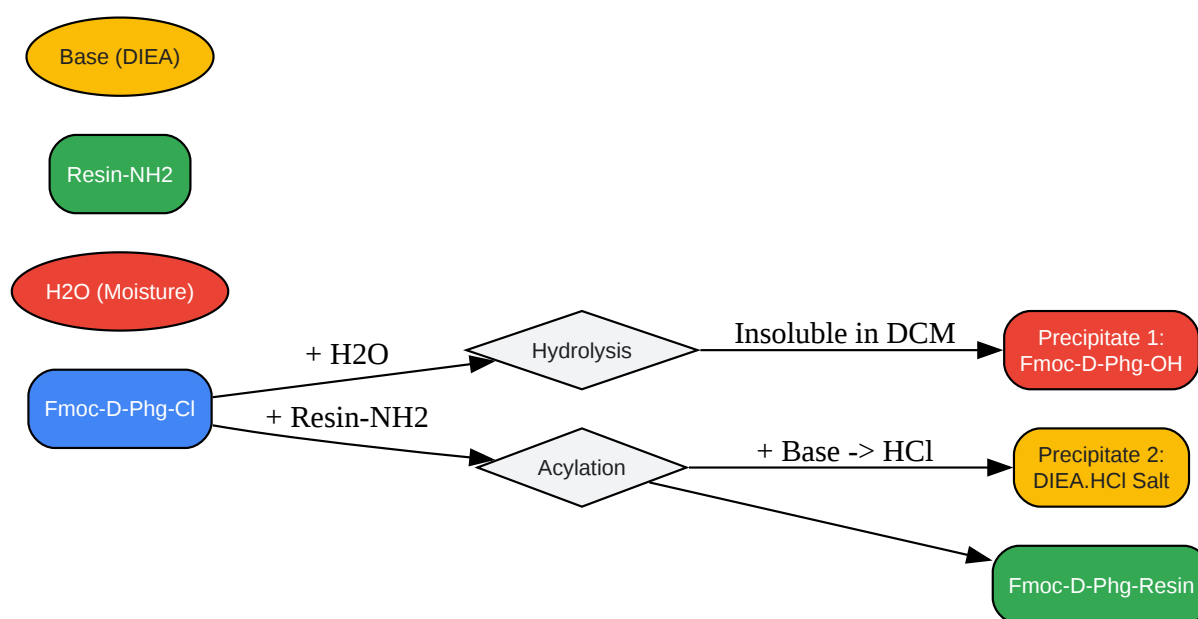 Base (DIEA)
Resin-NH2
H2O (Moisture)
+ H2O
Hydrolysis
Insoluble in DCM
Precipitate 1:
Fmoc-D-Phg-OH
Fmoc-D-Phg-Cl
+ Resin-NH2
Acylation
+ Base -> HCl
Precipitate 2:
DIEA.HCl Salt
Fmoc-D-Phg-Resin